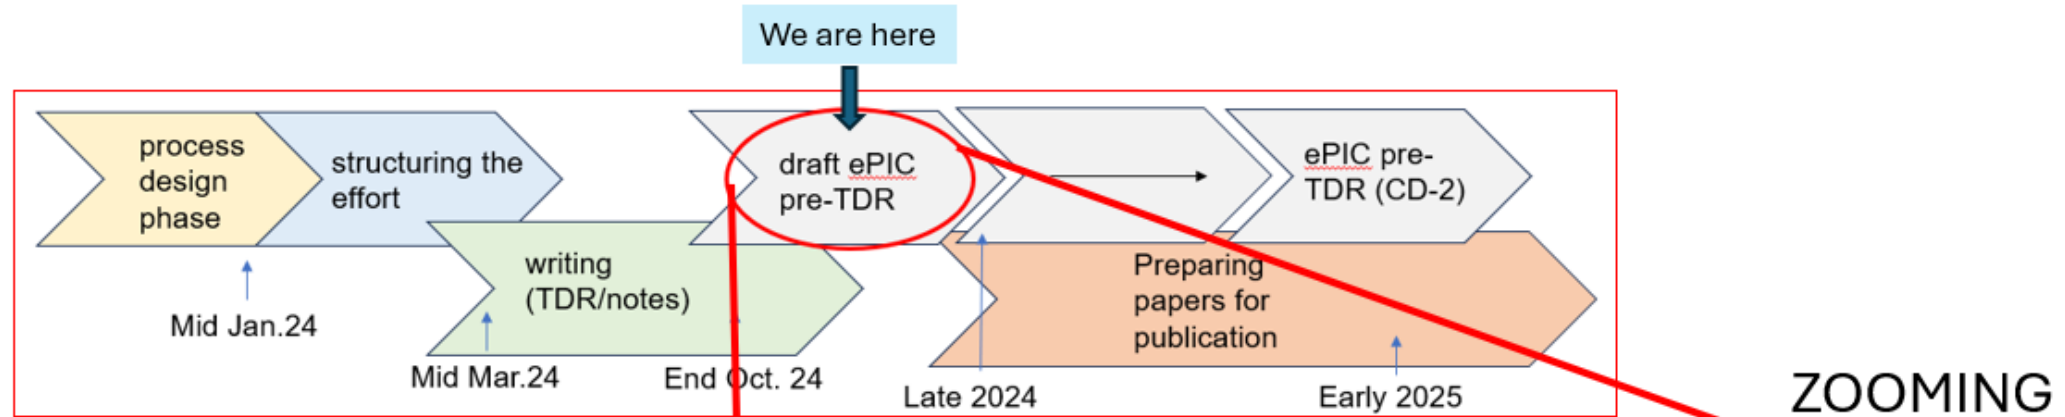 We are here
process
design
phase
structuring the
effort
draft ePIC
pre-TDR
ePIC pre-
TDR (CD-2)
writing
(TDR/notes)
Preparing
papers for
publication
Mid Jan.24
Mid Mar.24
End Oct. 24
Late 2024
Early 2025
ZOOMING